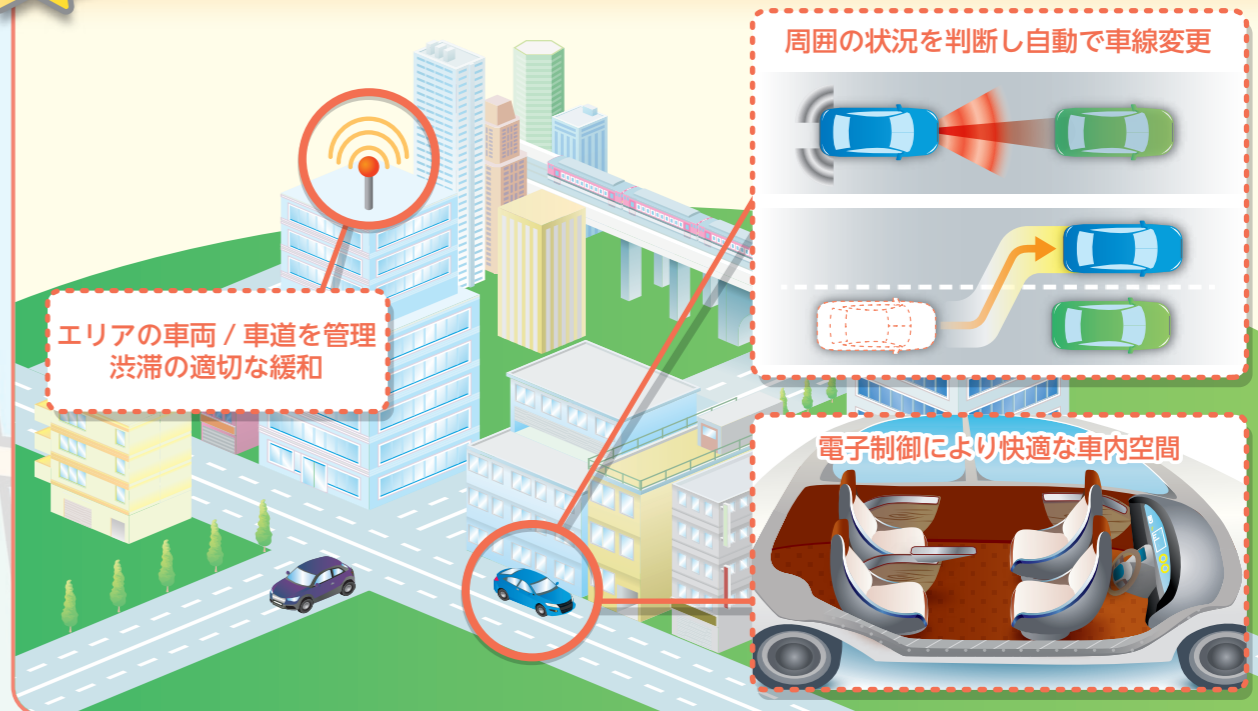 周囲の状況を判断し自動で車線変更
エリアの車両 / 車道を管理
渋滞の適切な緩和
電子制御により快適な車内空間